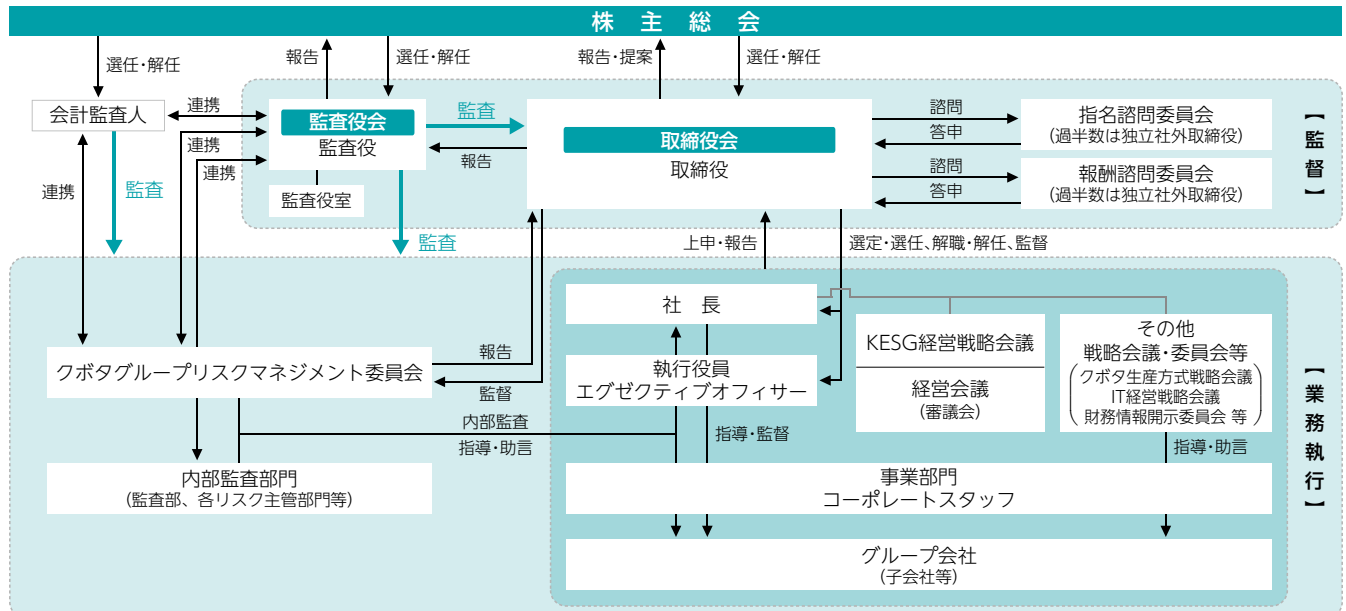 株主総会
選任・解任
報告
選任・解任
報告・提案
選任・解任
会計監査人
連携
連携
連携
連携
監査
監査役会
監査役
監査役室
監査
報告
監査
取締役会
取締役
諮問
答申
諮問
答申
指名諮問委員会
(過半数は独立社外取締役)
報酬諮問委員会
(過半数は独立社外取締役)
【監督】
上申・報告
選定・選任、解職・解任、監督
社長
執行役員
エグゼクティブオフィサー
KESG経営戦略会議
経営会議
(審議会)
その他
戦略会議・委員会等
(クボタ生産方式戦略会議
IT経営戦略会議
財務情報開示委員会 等)
【業務執行】
クボタグループリスクマネジメント委員会
報告
監督
内部監査
指導・助言
指導・監督
指導・助言
内部監査部門
(監査部、各リスク主管部門等)
事業部門
コーポレートスタッフ
グループ会社
(子会社等)